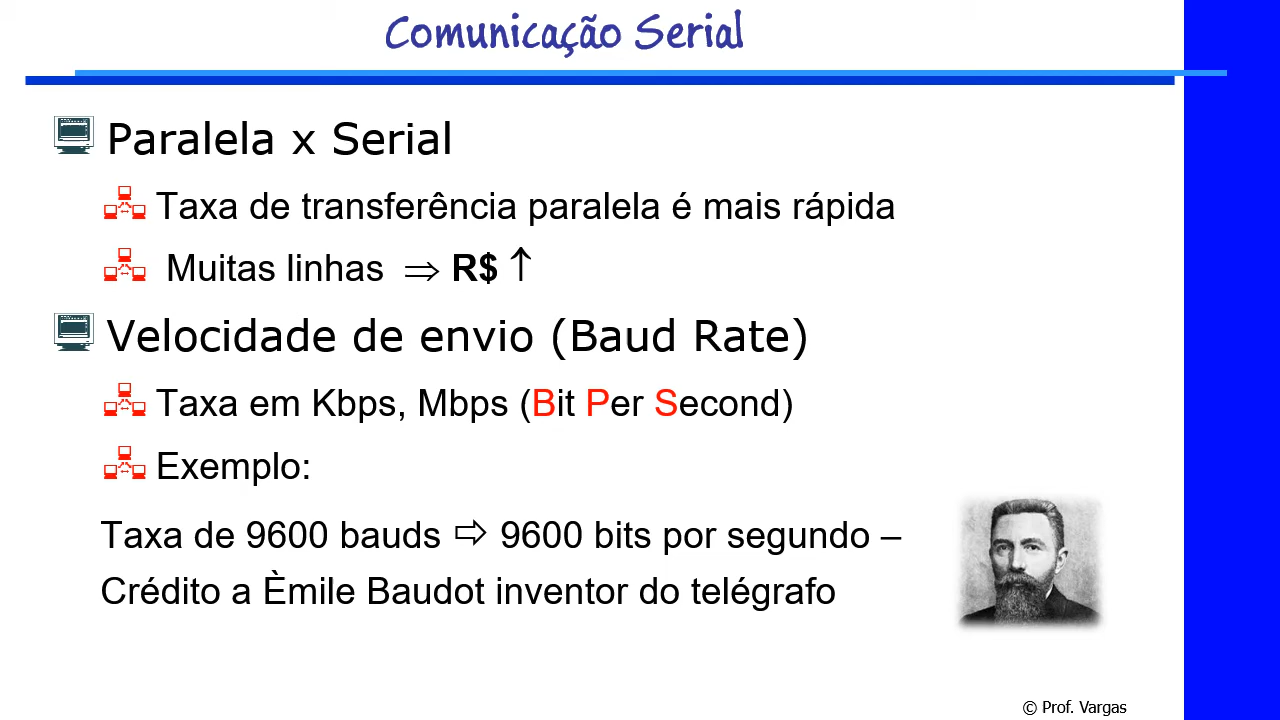 Comunicação Serial
Paralela x Serial
Taxa de transferência paralela é mais rápida
Muitas linhas ⇒ R$ ↑
Velocidade de envio (Baud Rate)
Taxa em Kbps, Mbps (Bit Per Second)
Exemplo:
Taxa de 9600 bauds ⇨ 9600 bits por segundo –
Crédito a Èmile Baudot inventor do telégrafo
© Prof. Vargas